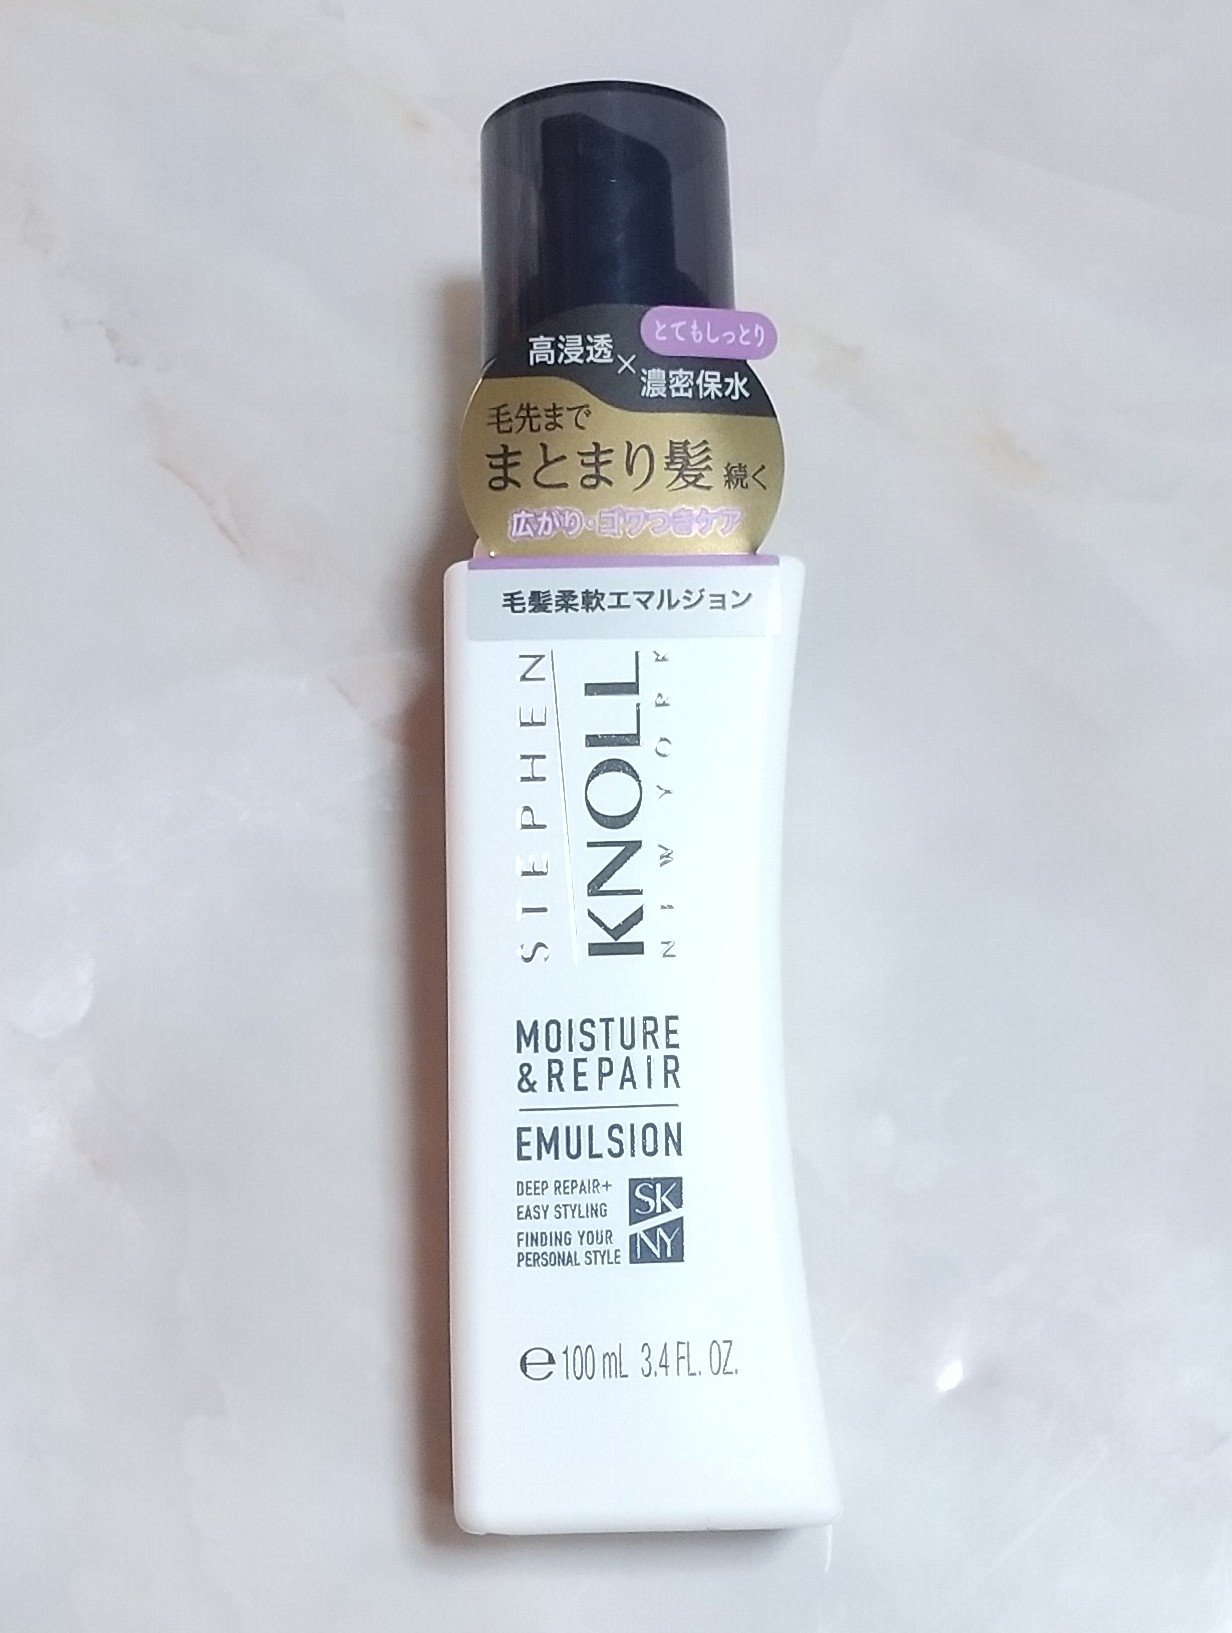 とてもしっとり
高浸透×濃密保水
毛先まで
まとまり髪 続く
広がり・ゴワつきケア
毛髪柔軟エマルジョン
STEPHEN
KNOLL
NEW YORK
MOISTURE
&REPAIR
EMULSION
DEEP REPAIR+
EASY STYLING
FINDING YOUR
PERSONAL STYLE
SK
NY
℮100 mL 3.4 FL. OZ.